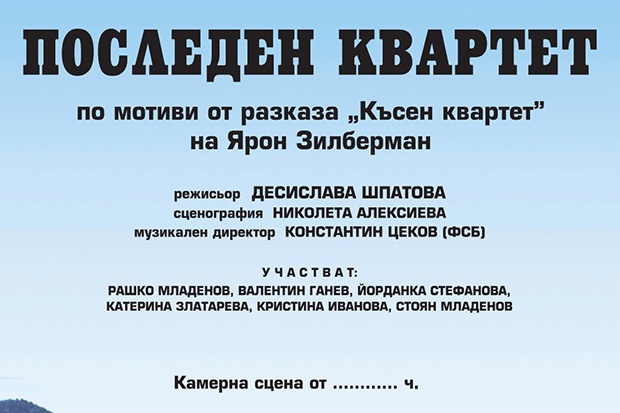 ПОСЛЕДЕН КВАРТЕТ
по мотиви от разказа „Късен квартет”
на Ярон Зилберман
режисьор ДЕСИСЛАВА ШПАТОВА
сценография НИКОЛЕТА АЛЕКСИЕВА
музикален директор КОНСТАНТИН ЦЕКОВ (ФСБ)
УЧАСТВАТ:
РАШКО МЛАДЕНОВ, ВАЛЕНТИН ГАНЕВ, ЙОРДАНКА СТЕФАНОВА,
КАТЕРИНА ЗЛАТАРЕВА, КРИСТИНА ИВАНОВА, СТОЯН МЛАДЕНОВ
Камерна сцена от ............ ч.